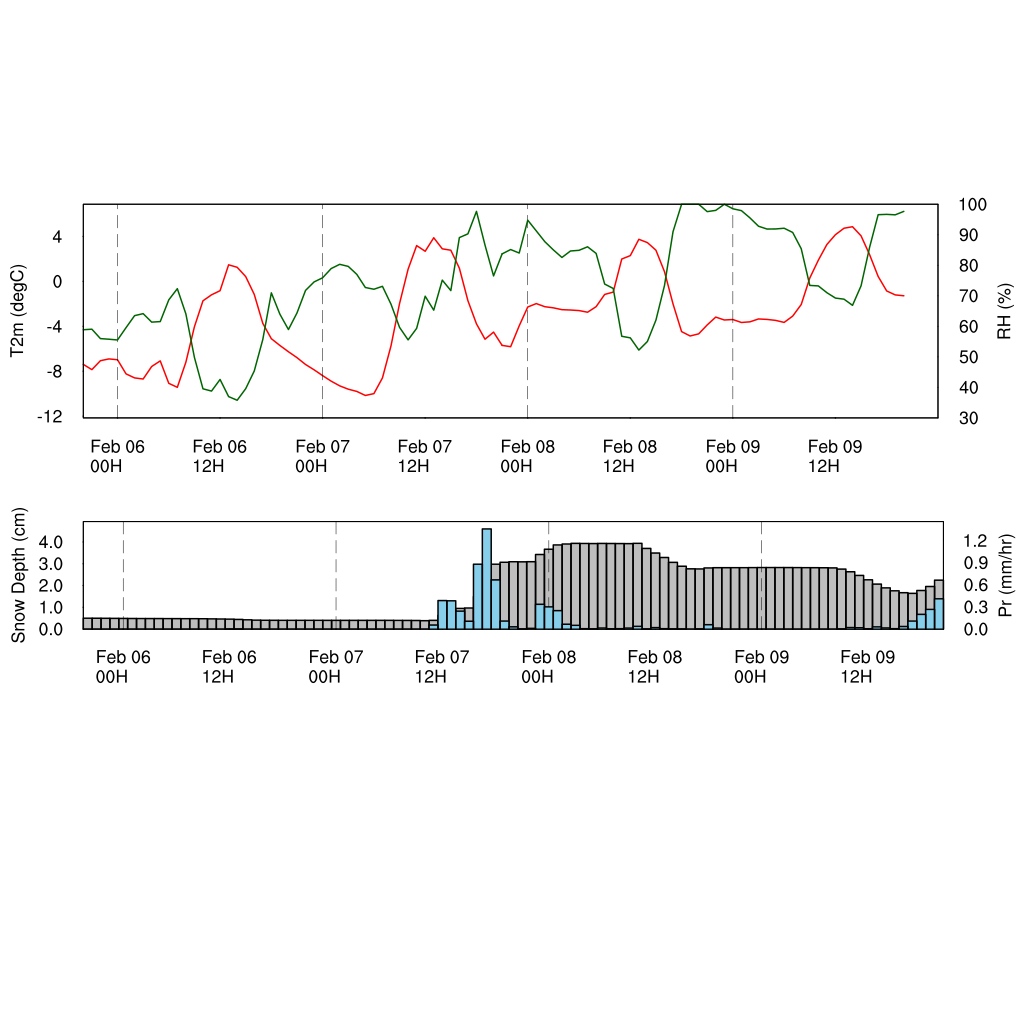 T2m (degC)
4
0
-4
-8
-12
100
90
80
70
60
50
40
30
RH (%)
Feb 06 Feb 06 Feb 07 Feb 07 Feb 08 Feb 08 Feb 09 Feb 09
00H 12H 00H 12H 00H 12H 00H 12H
Snow Depth (cm)
4.0
3.0
2.0
1.0
0.0
1.2
0.9
0.6
0.3
0.0
Pr (mm/hr)
Feb 06 Feb 06 Feb 07 Feb 07 Feb 08 Feb 08 Feb 09 Feb 09
00H 12H 00H 12H 00H 12H 00H 12H